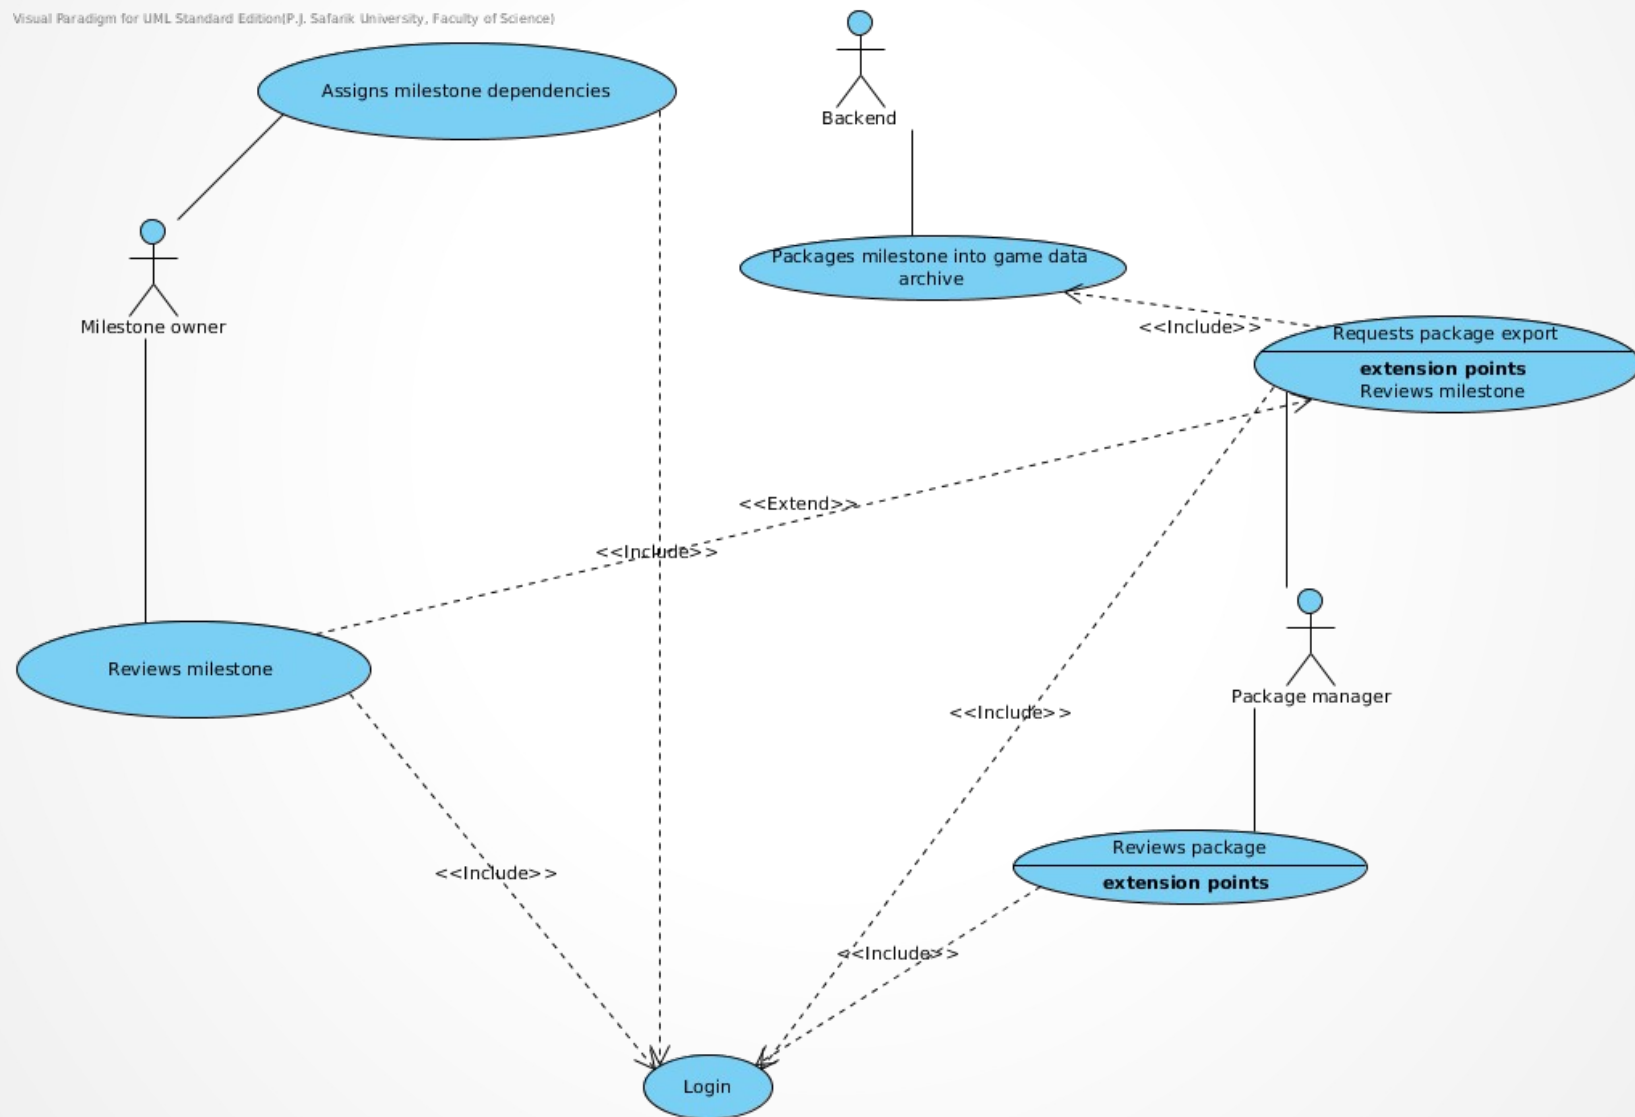 Visual Paradigm for UML Standard Edition(P.J. Safarik University, Faculty of Science)
Assigns milestone dependencies
Backend
Packages milestone into game data
archive
Milestone owner
<<Include>>
Requests package export
extension points
Reviews milestone
<<Extend>>
<<Include>>
Reviews milestone
Package manager
<<Include>>
Reviews package
extension points
<<Include>>
<<Include>>
Login